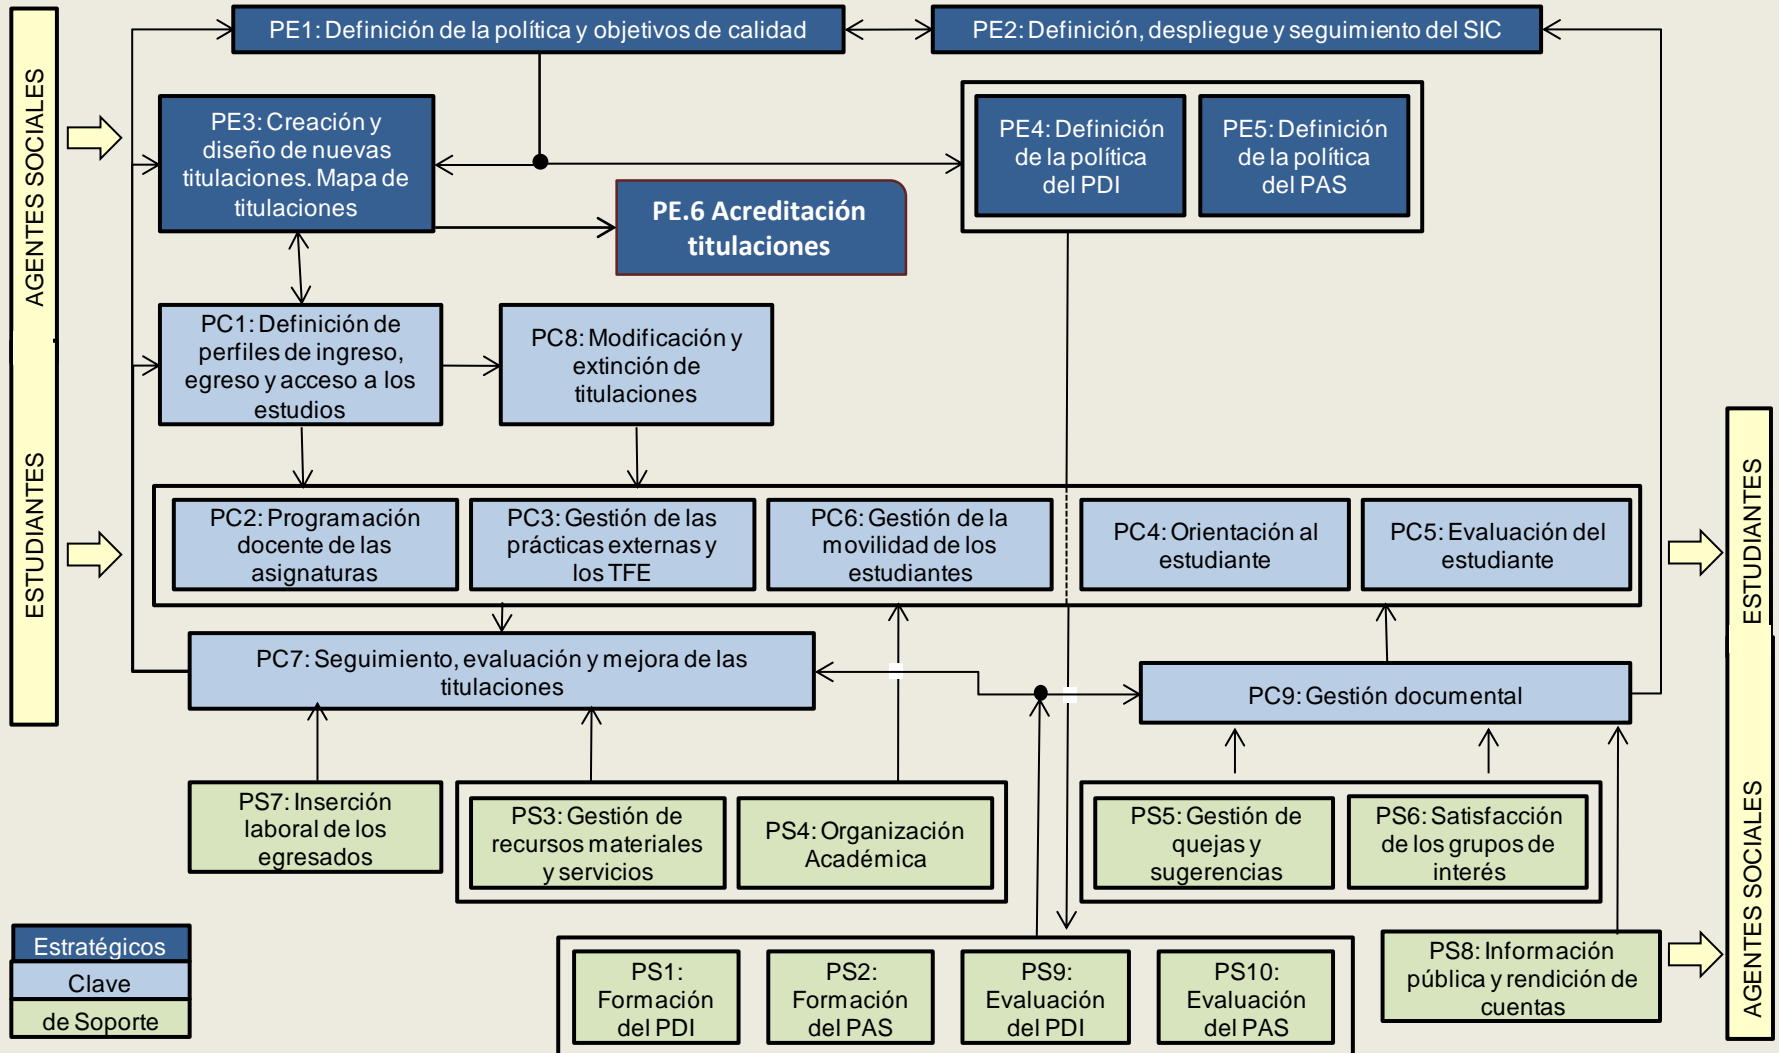 PE1: Definición de la política y objetivos de calidad
PE2: Definición, despliegue y seguimiento del SIC
AGENTES SOCIALES
ESTUDIANTES
PE3: Creación y
diseño de nuevas
titulaciones. Mapa de
titulaciones
PE4: Definición
de la política
del PDI
PE5: Definición
de la política
del PAS
PE.6 Acreditación
titulaciones
PC1: Definición de
perfiles de ingreso,
egreso y acceso a los
estudios
PC8: Modificación y
extinción de
titulaciones
PC2: Programación
docente de las
asignaturas
PC3: Gestión de las
prácticas externas y
los TFE
PC6: Gestión de la
movilidad de los
estudiantes
PC4: Orientación al
estudiante
PC5: Evaluación del
estudiante
ESTUDIANTES
AGENTES SOCIALES
PC7: Seguimiento, evaluación y mejora de las
titulaciones
PC9: Gestión documental
PS7: Inserción
laboral de los
egresados
PS3: Gestión de
recursos materiales
y servicios
PS4: Organización
Académica
PS5: Gestión de
quejas y
sugerencias
PS6: Satisfacción
de los grupos de
interés
Estratégicos
Clave
de Soporte
PS1:
Formación
del PDI
PS2:
Formación
del PAS
PS9:
Evaluación
del PDI
PS10:
Evaluación
del PAS
PS8: Información
pública y rendición de
cuentas